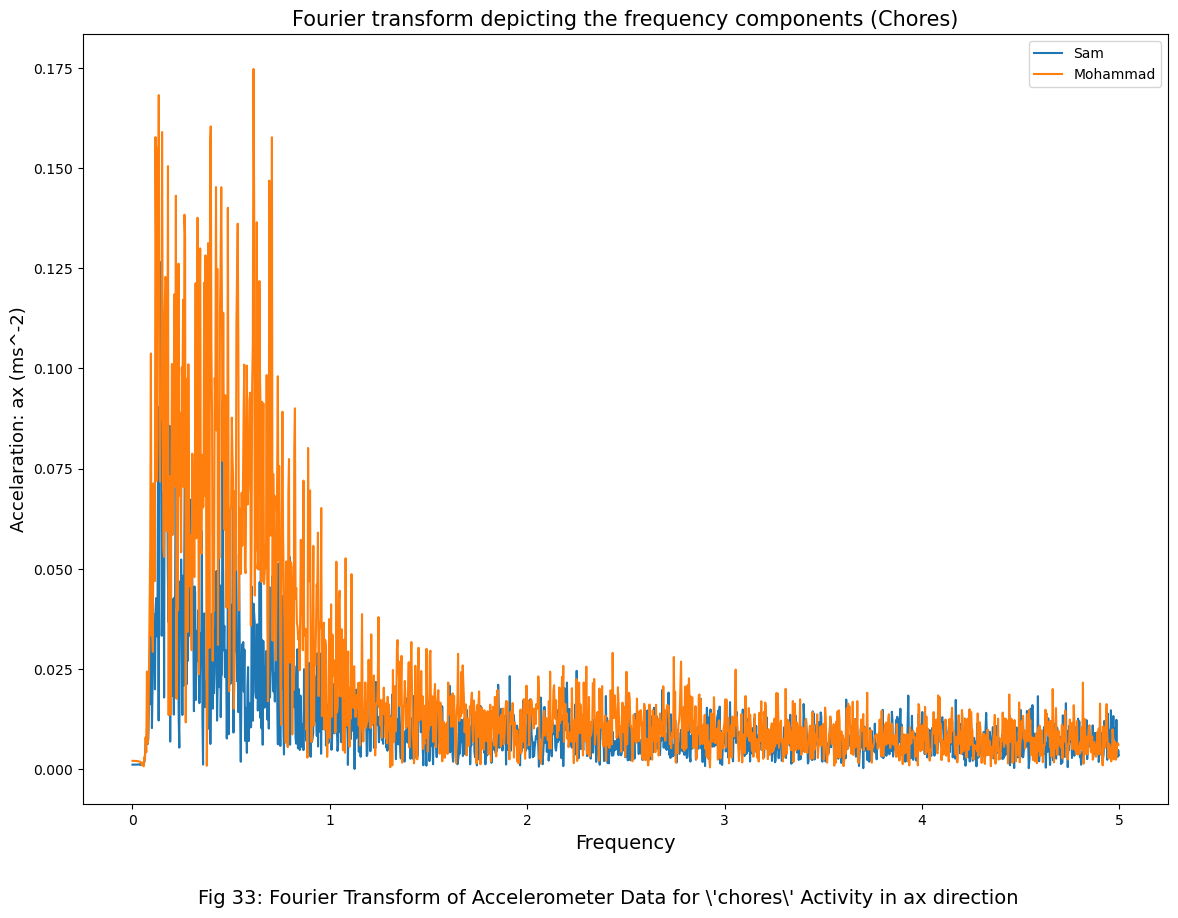 Fourier transform depicting the frequency components (Chores)
Sam
Mohammad
0.175
0.150
0.125
0.100
0.075
0.050
0.025
0.000
Accelaration: ax (ms^-2)
0 1 2 3 4 5
Frequency
Fig 33: Fourier Transform of Accelerometer Data for \'chores\' Activity in ax direction